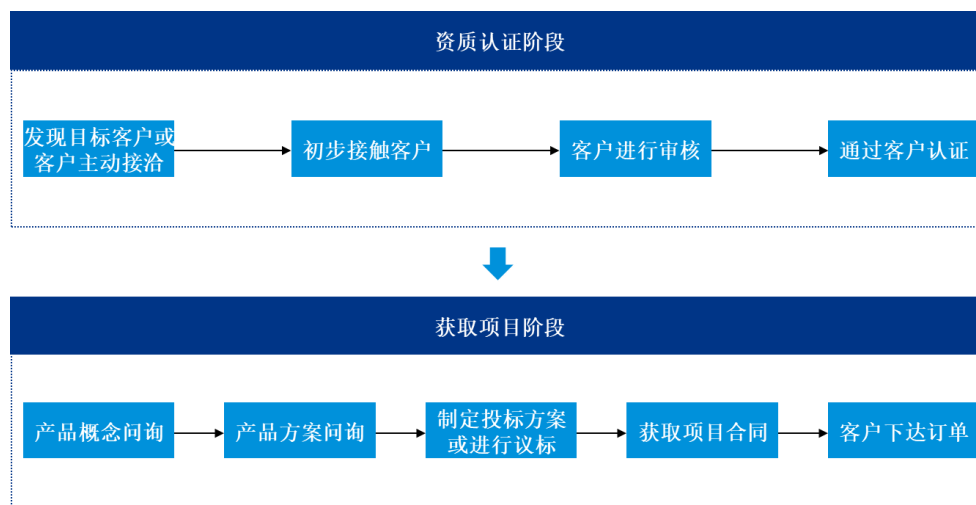 资质认证阶段
发现目标客户或
客户主动接洽
初步接触客户
客户进行审核
通过客户认证
获取项目阶段
产品概念问询
产品方案问询
制定投标方案
或进行议标
获取项目合同
客户下达订单